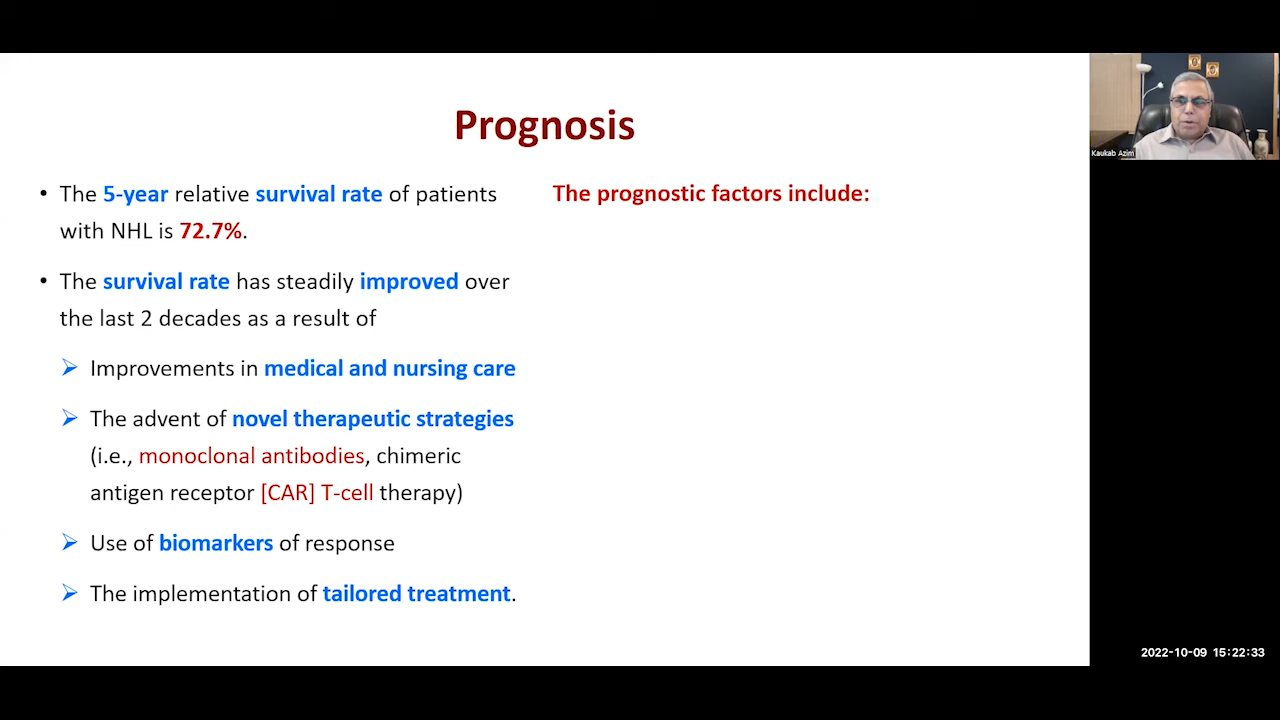 Prognosis
• The 5-year relative survival rate of patients
with NHL is 72.7%.
• The survival rate has steadily improved over
the last 2 decades as a result of
➢ Improvements in medical and nursing care
➢ The advent of novel therapeutic strategies
(i.e., monoclonal antibodies, chimeric
antigen receptor [CAR] T-cell therapy)
➢ Use of biomarkers of response
➢ The implementation of tailored treatment.
The prognostic factors include:
Kaukab Azim
2022-10-09 15:22:33